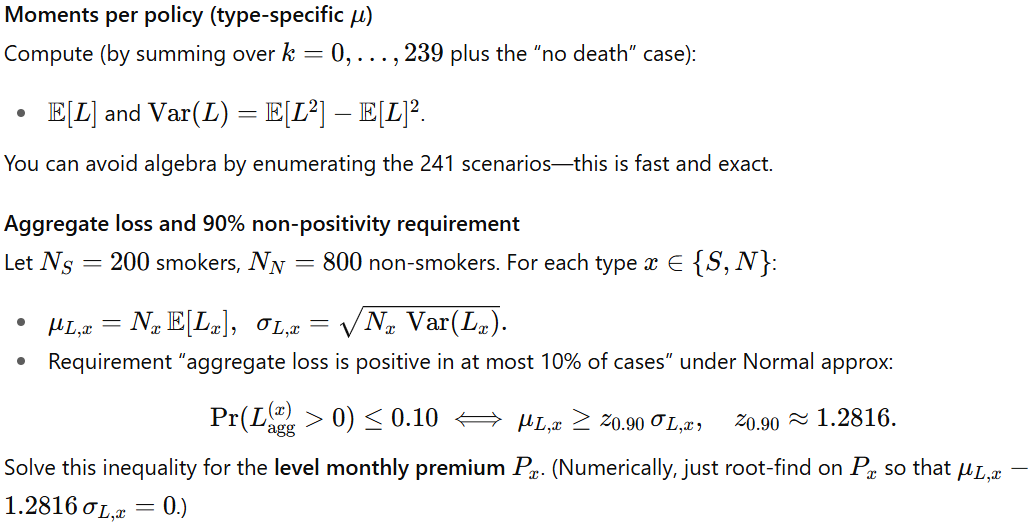 Moments per policy (type-specific μ)
Compute (by summing over k = 0, . . . , 239 plus the “no death” case):
• 𝔼[L] and Var(L) = 𝔼[L²] − 𝔼[L]².
You can avoid algebra by enumerating the 241 scenarios—this is fast and exact.
Aggregate loss and 90% non-positivity requirement
Let N_S = 200 smokers, N_N = 800 non-smokers. For each type x ∈ {S, N}:
• μ_{L,x} = N_x 𝔼[L_x], σ_{L,x} = √(N_x Var(L_x)).
• Requirement “aggregate loss is positive in at most 10% of cases” under Normal approx:
Pr(L_agg^{(x)} > 0) ≤ 0.10 ⟺ μ_{L,x} ≥ z_{0.90} σ_{L,x}, z_{0.90} ≈ 1.2816.
Solve this inequality for the level monthly premium P_x. (Numerically, just root-find on P_x so that μ_{L,x} −
1.2816 σ_{L,x} = 0.)